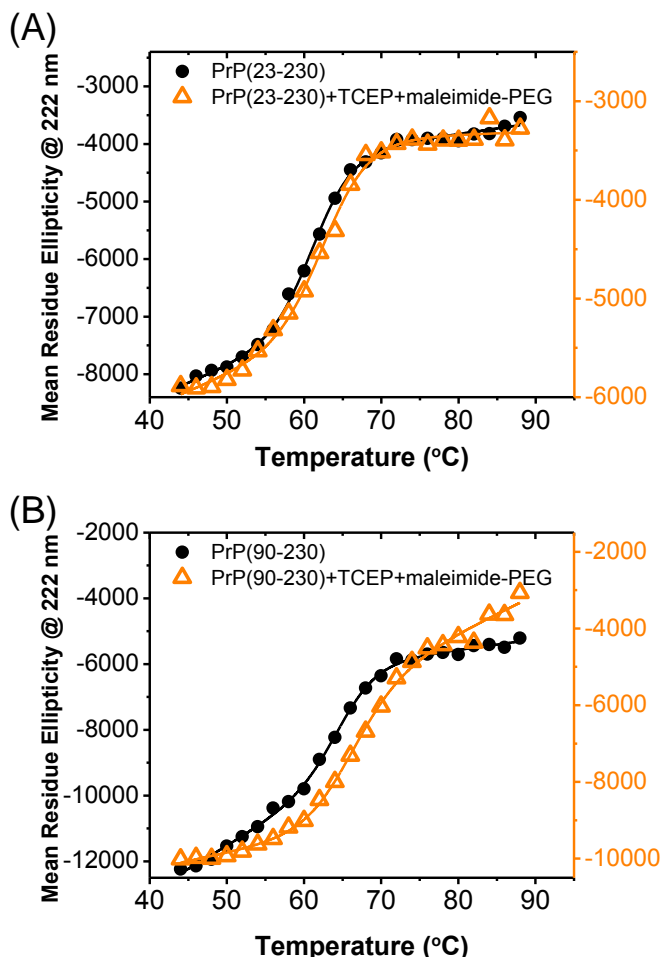 (A)
PrP(23-230)
PrP(23-230)+TCEP+maleimide-PEG
Mean Residue Ellipticity @ 222 nm
-3000
-4000
-5000
-6000
-7000
-8000
-3000
-4000
-5000
-6000
40 50 60 70 80 90
Temperature (°C)
(B)
PrP(90-230)
PrP(90-230)+TCEP+maleimide-PEG
Mean Residue Ellipticity @ 222 nm
-2000
-4000
-6000
-8000
-10000
-12000
-2000
-4000
-6000
-8000
-10000
40 50 60 70 80 90
Temperature (°C)